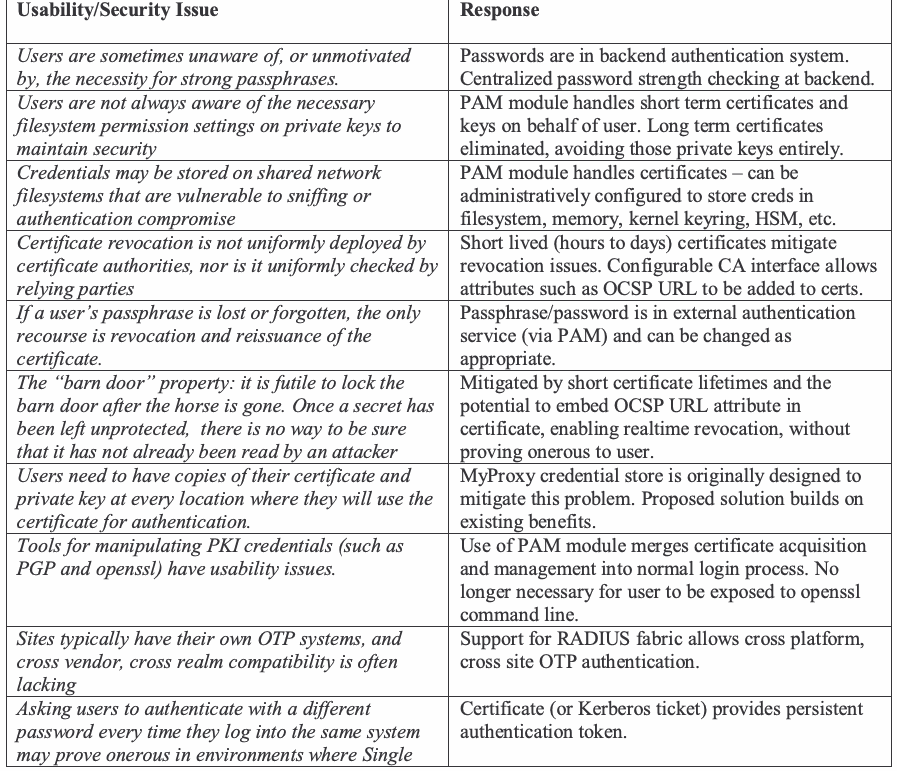 Usability/Security Issue
Response
Users are sometimes unaware of, or unmotivated
by, the necessity for strong passphrases.
Passwords are in backend authentication system.
Centralized password strength checking at backend.
Users are not always aware of the necessary
filesystem permission settings on private keys to
maintain security
PAM module handles short term certificates and
keys on behalf of user. Long term certificates
eliminated, avoiding those private keys entirely.
Credentials may be stored on shared network
filesystems that are vulnerable to sniffing or
authentication compromise
PAM module handles certificates – can be
administratively configured to store creds in
filesystem, memory, kernel keyring, HSM, etc.
Certificate revocation is not uniformly deployed by
certificate authorities, nor is it uniformly checked by
relying parties
Short lived (hours to days) certificates mitigate
revocation issues. Configurable CA interface allows
attributes such as OCSP URL to be added to certs.
If a user’s passphrase is lost or forgotten, the only
recourse is revocation and reissuance of the
certificate.
Passphrase/password is in external authentication
service (via PAM) and can be changed as
appropriate.
The “barn door” property: it is futile to lock the
barn door after the horse is gone. Once a secret has
been left unprotected, there is no way to be sure
that it has not already been read by an attacker
Mitigated by short certificate lifetimes and the
potential to embed OCSP URL attribute in
certificate, enabling realtime revocation, without
proving onerous to user.
Users need to have copies of their certificate and
private key at every location where they will use the
certificate for authentication.
MyProxy credential store is originally designed to
mitigate this problem. Proposed solution builds on
existing benefits.
Tools for manipulating PKI credentials (such as
PGP and openssl) have usability issues.
Use of PAM module merges certificate acquisition
and management into normal login process. No
longer necessary for user to be exposed to openssl
command line.
Sites typically have their own OTP systems, and
cross vendor, cross realm compatibility is often
lacking
Support for RADIUS fabric allows cross platform,
cross site OTP authentication.
Asking users to authenticate with a different
password every time they log into the same system
may prove onerous in environments where Single
Certificate (or Kerberos ticket) provides persistent
authentication token.